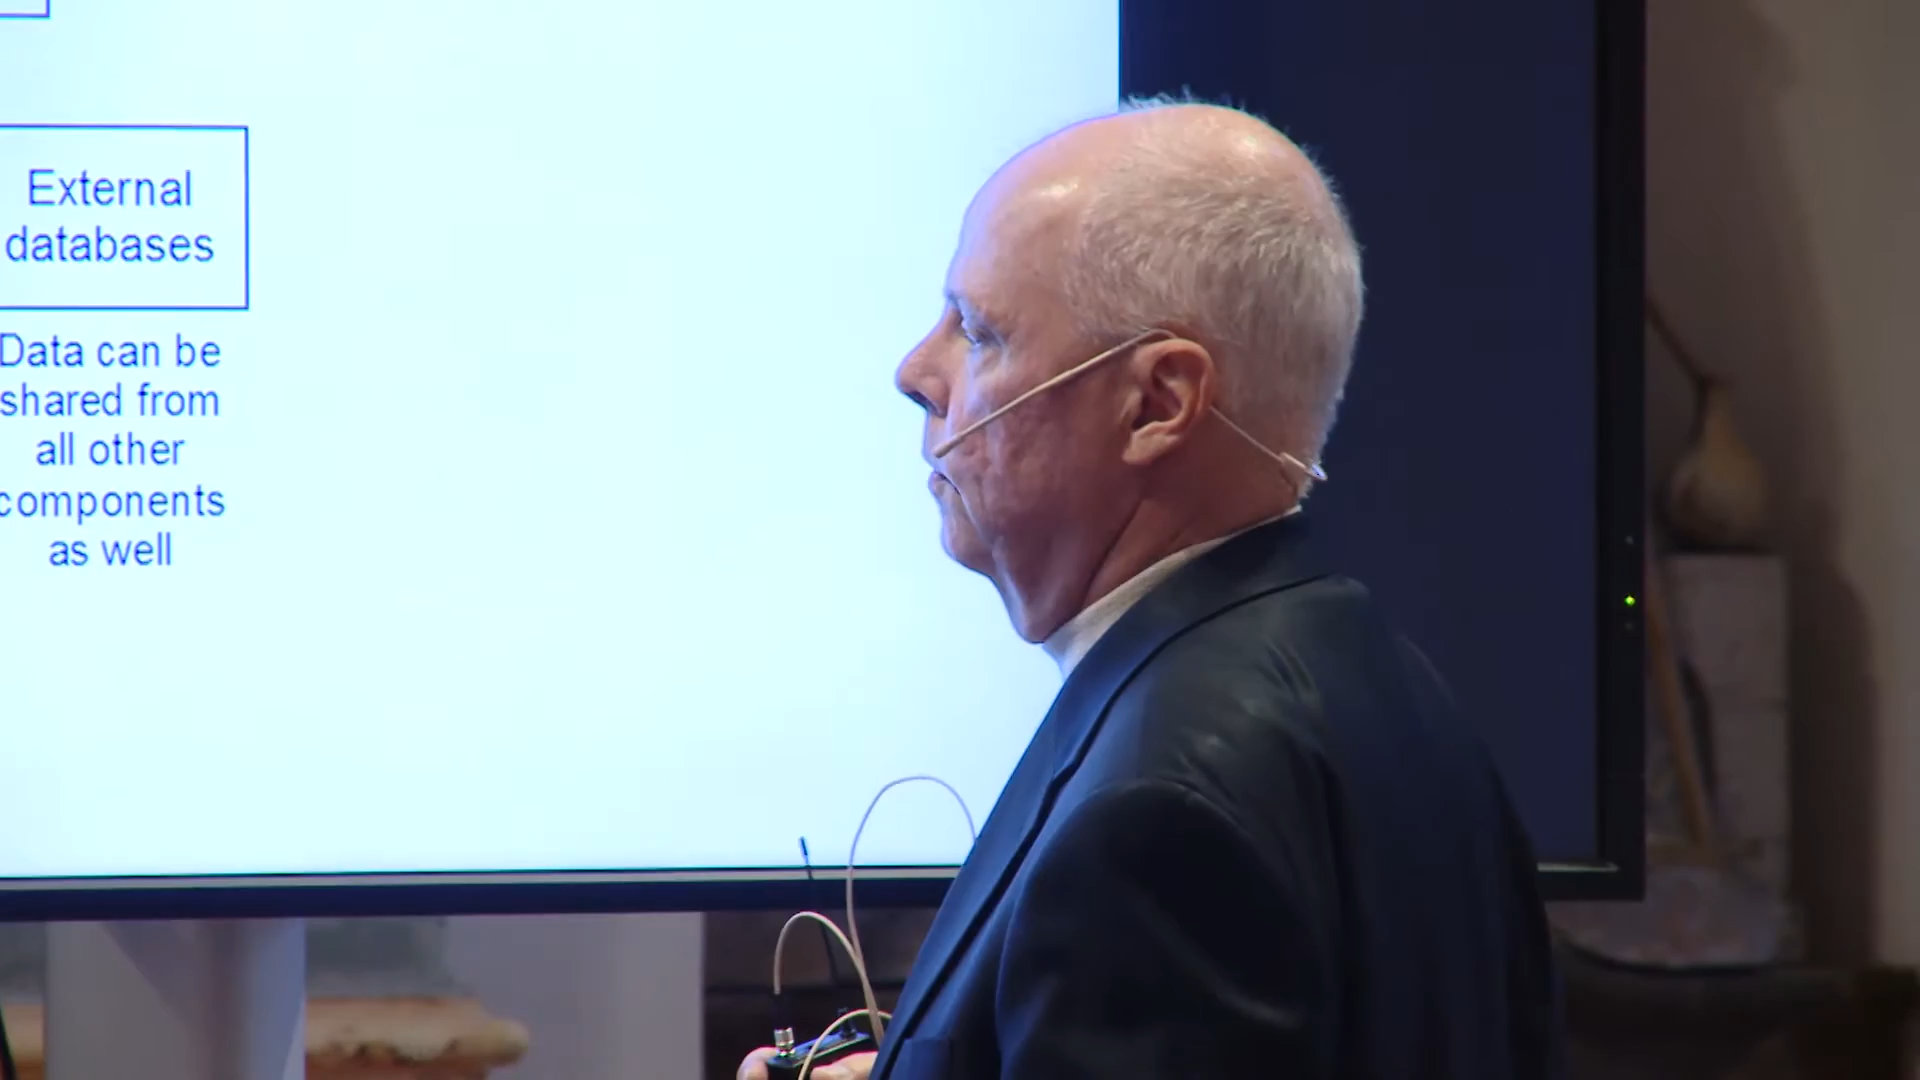 External
databases
Data can be
shared from
all other
components
as well